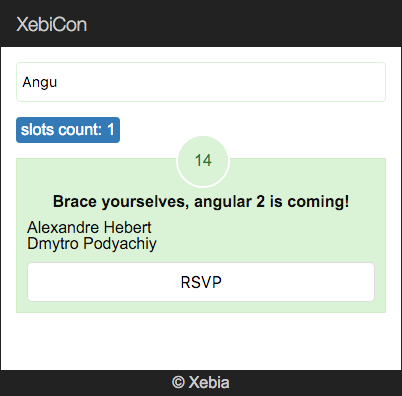 XebiCon
Angu
slots count: 1
14
Brace yourselves, angular 2 is coming!
Alexandre Hebert
Dmytro Podyachiy
RSVP
© Xebia